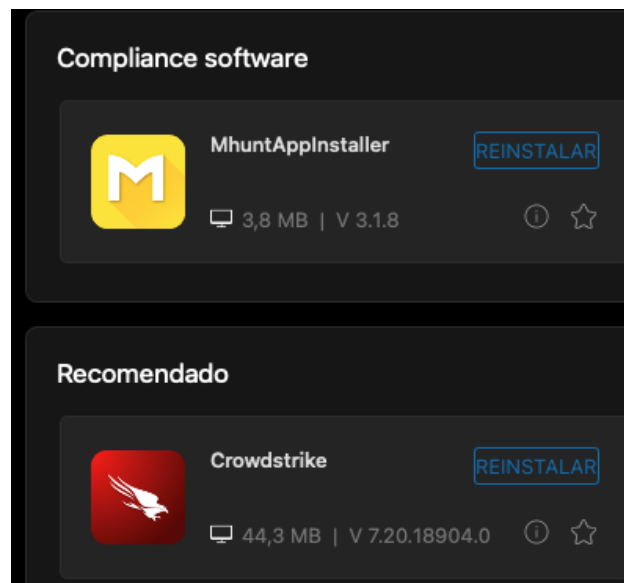 Compliance software
M
MhuntAppInstaller
REINSTALAR
3,8 MB | V 3.1.8
Recomendado
Crowdstrike
REINSTALAR
44,3 MB | V 7.20.18904.0